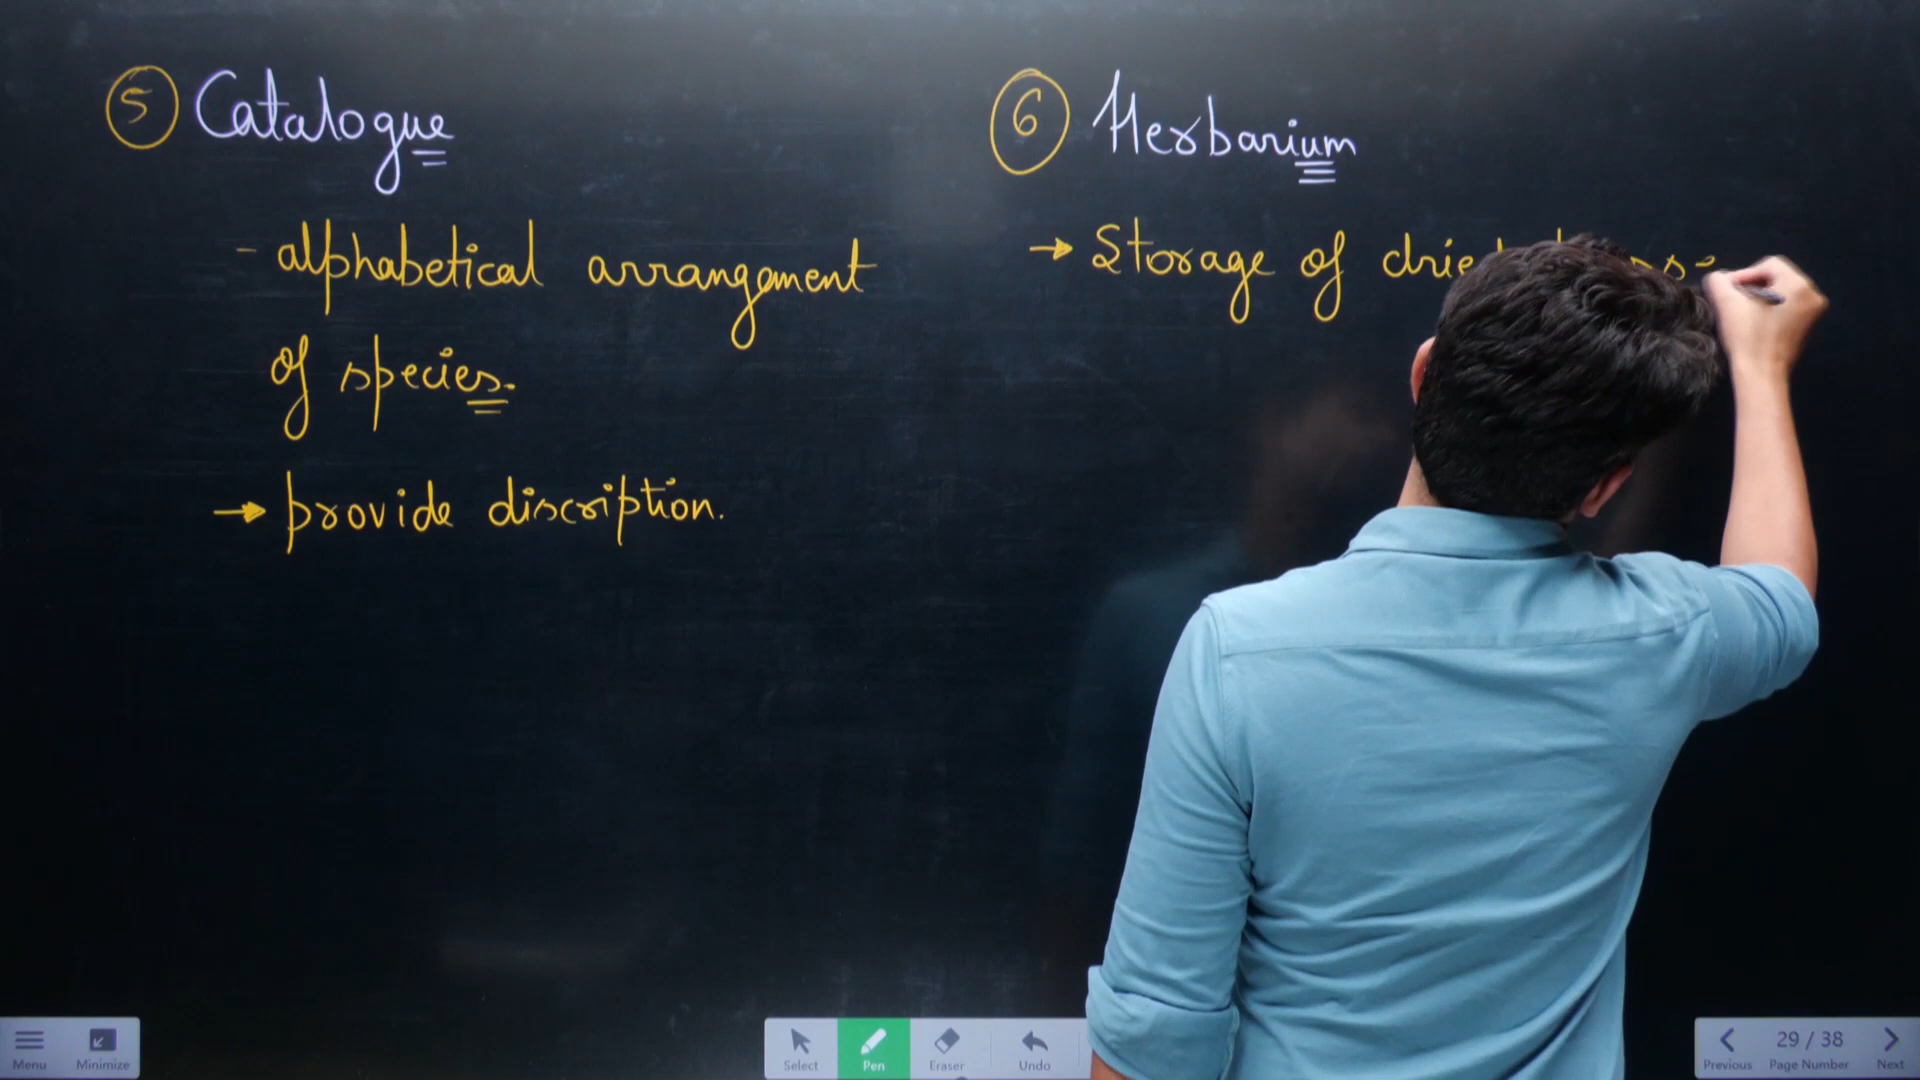 5 Catalogue
- alphabetical arrangement
of species.
→ provide discription.
6 Herbarium
→ Storage of
Menu
Minimize
Select
Pen
Eraser
Undo
Previous
29 / 38
Page Number
Next